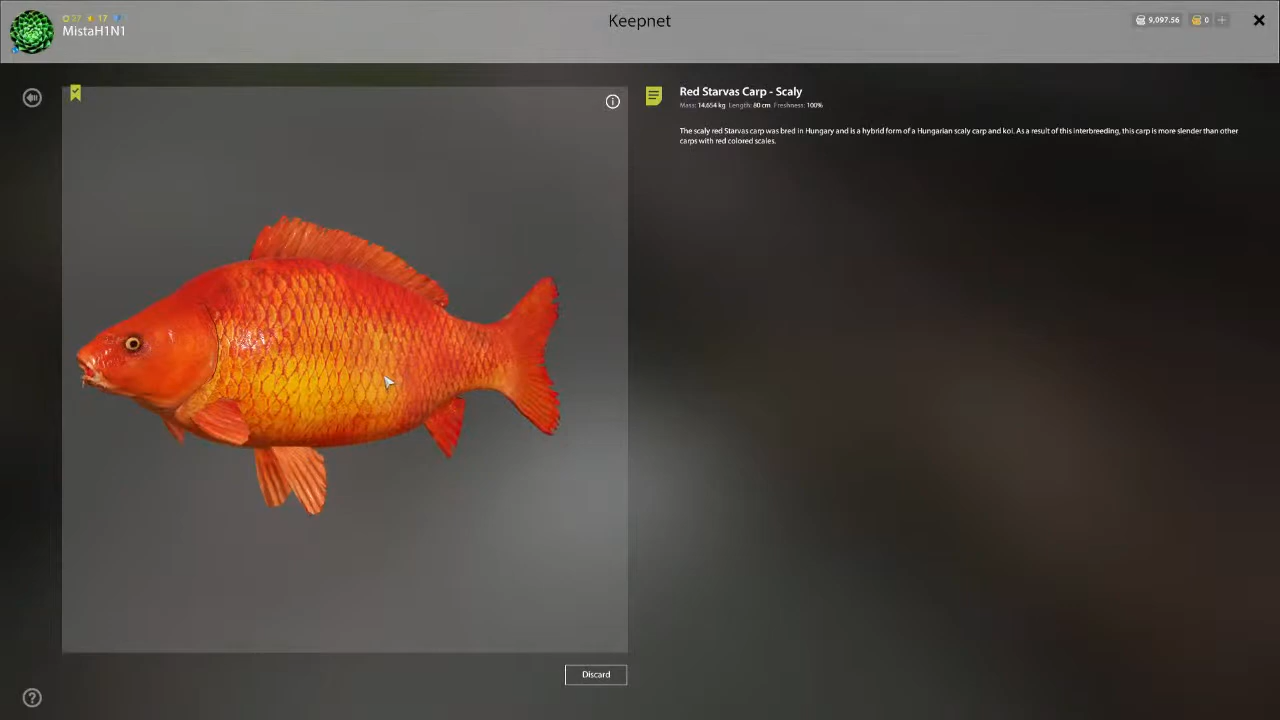 27 17
MistaH1N1
Keepnet
9,097.56 0 +
Red Starvas Carp - Scaly
Mass: 14.654 kg Length: 80 cm Freshness: 100%
The scaly red Starvas carp was bred in Hungary and is a hybrid form of a Hungarian scaly carp and koi. As a result of this interbreeding, this carp is more slender than other
carps with red colored scales.
Discard
?